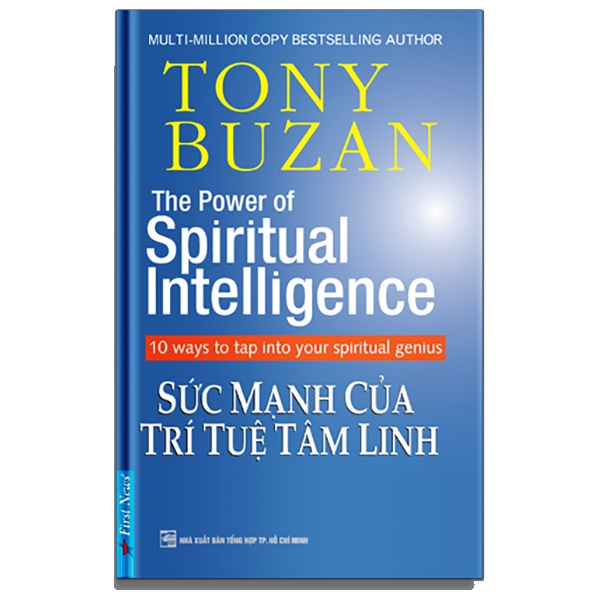 MULTI-MILLION COPY BESTSELLING AUTHOR
TONY
BUZAN
The Power of
Spiritual
Intelligence
10 ways to tap into your spiritual genius
SỨC MẠNH CỦA
TRÍ TUỆ TÂM LINH
First News
NHÀ XUẤT BẢN TỔNG HỢP TP. HỒ CHÍ MINH